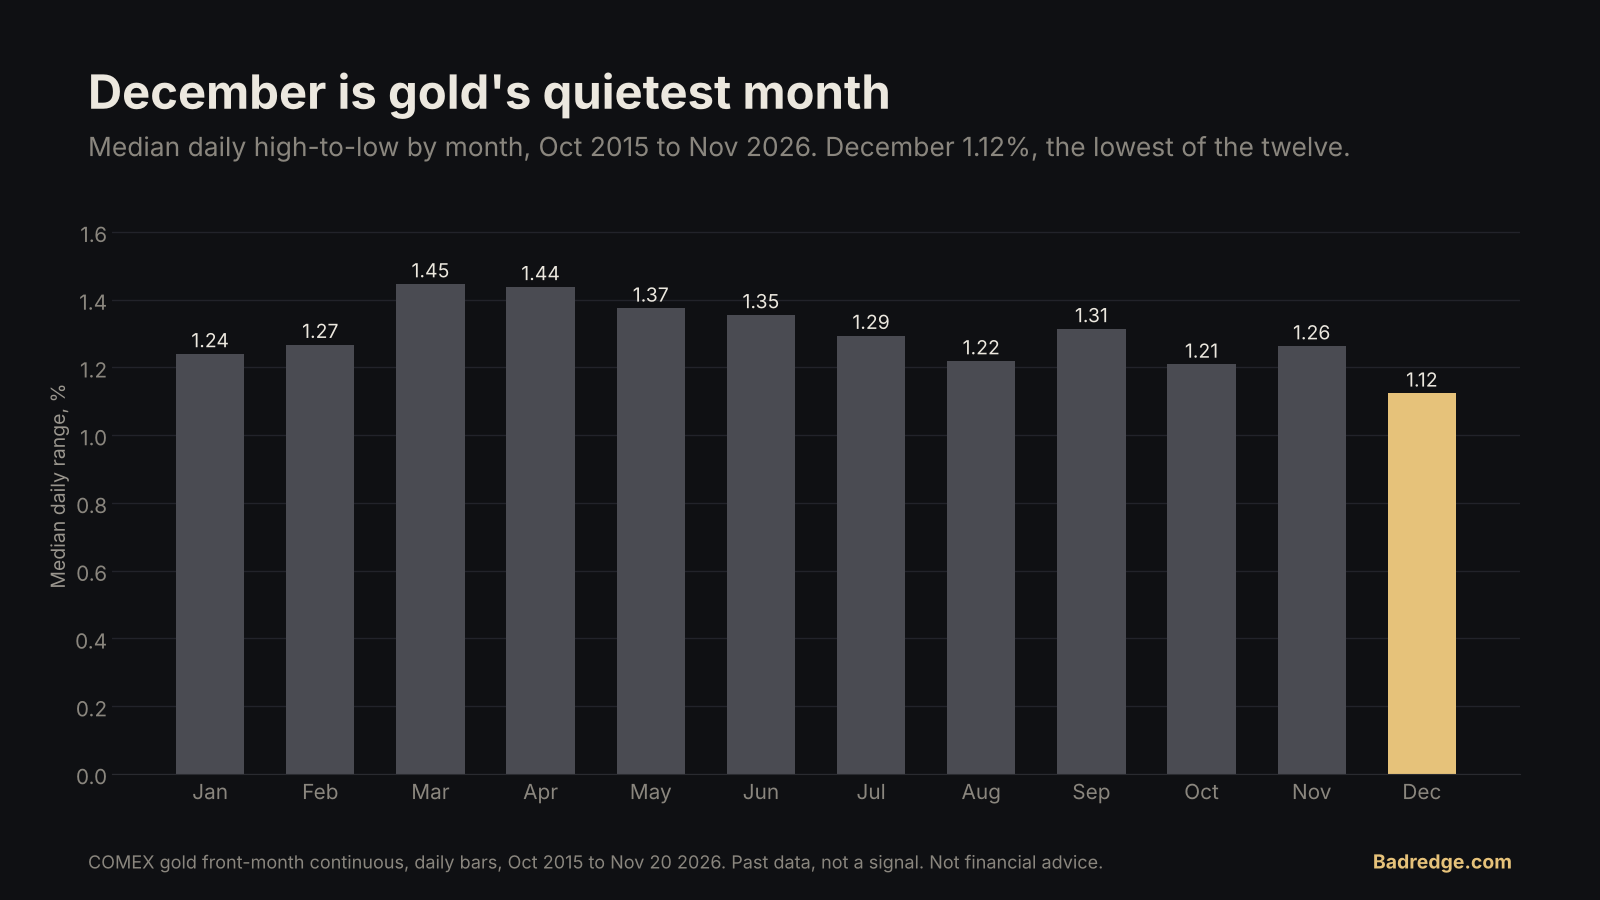 December is gold's quietest month
Median daily high-to-low by month, Oct 2015 to Nov 2026. December 1.12%, the lowest of the twelve.
Median daily range, %
1.6
1.4
1.2
1.0
0.8
0.6
0.4
0.2
0.0
1.24
1.27
1.45
1.44
1.37
1.35
1.29
1.22
1.31
1.21
1.26
1.12
Jan
Feb
Mar
Apr
May
Jun
Jul
Aug
Sep
Oct
Nov
Dec
COMEX gold front-month continuous, daily bars, Oct 2015 to Nov 20 2026. Past data, not a signal. Not financial advice.
Badredge.com